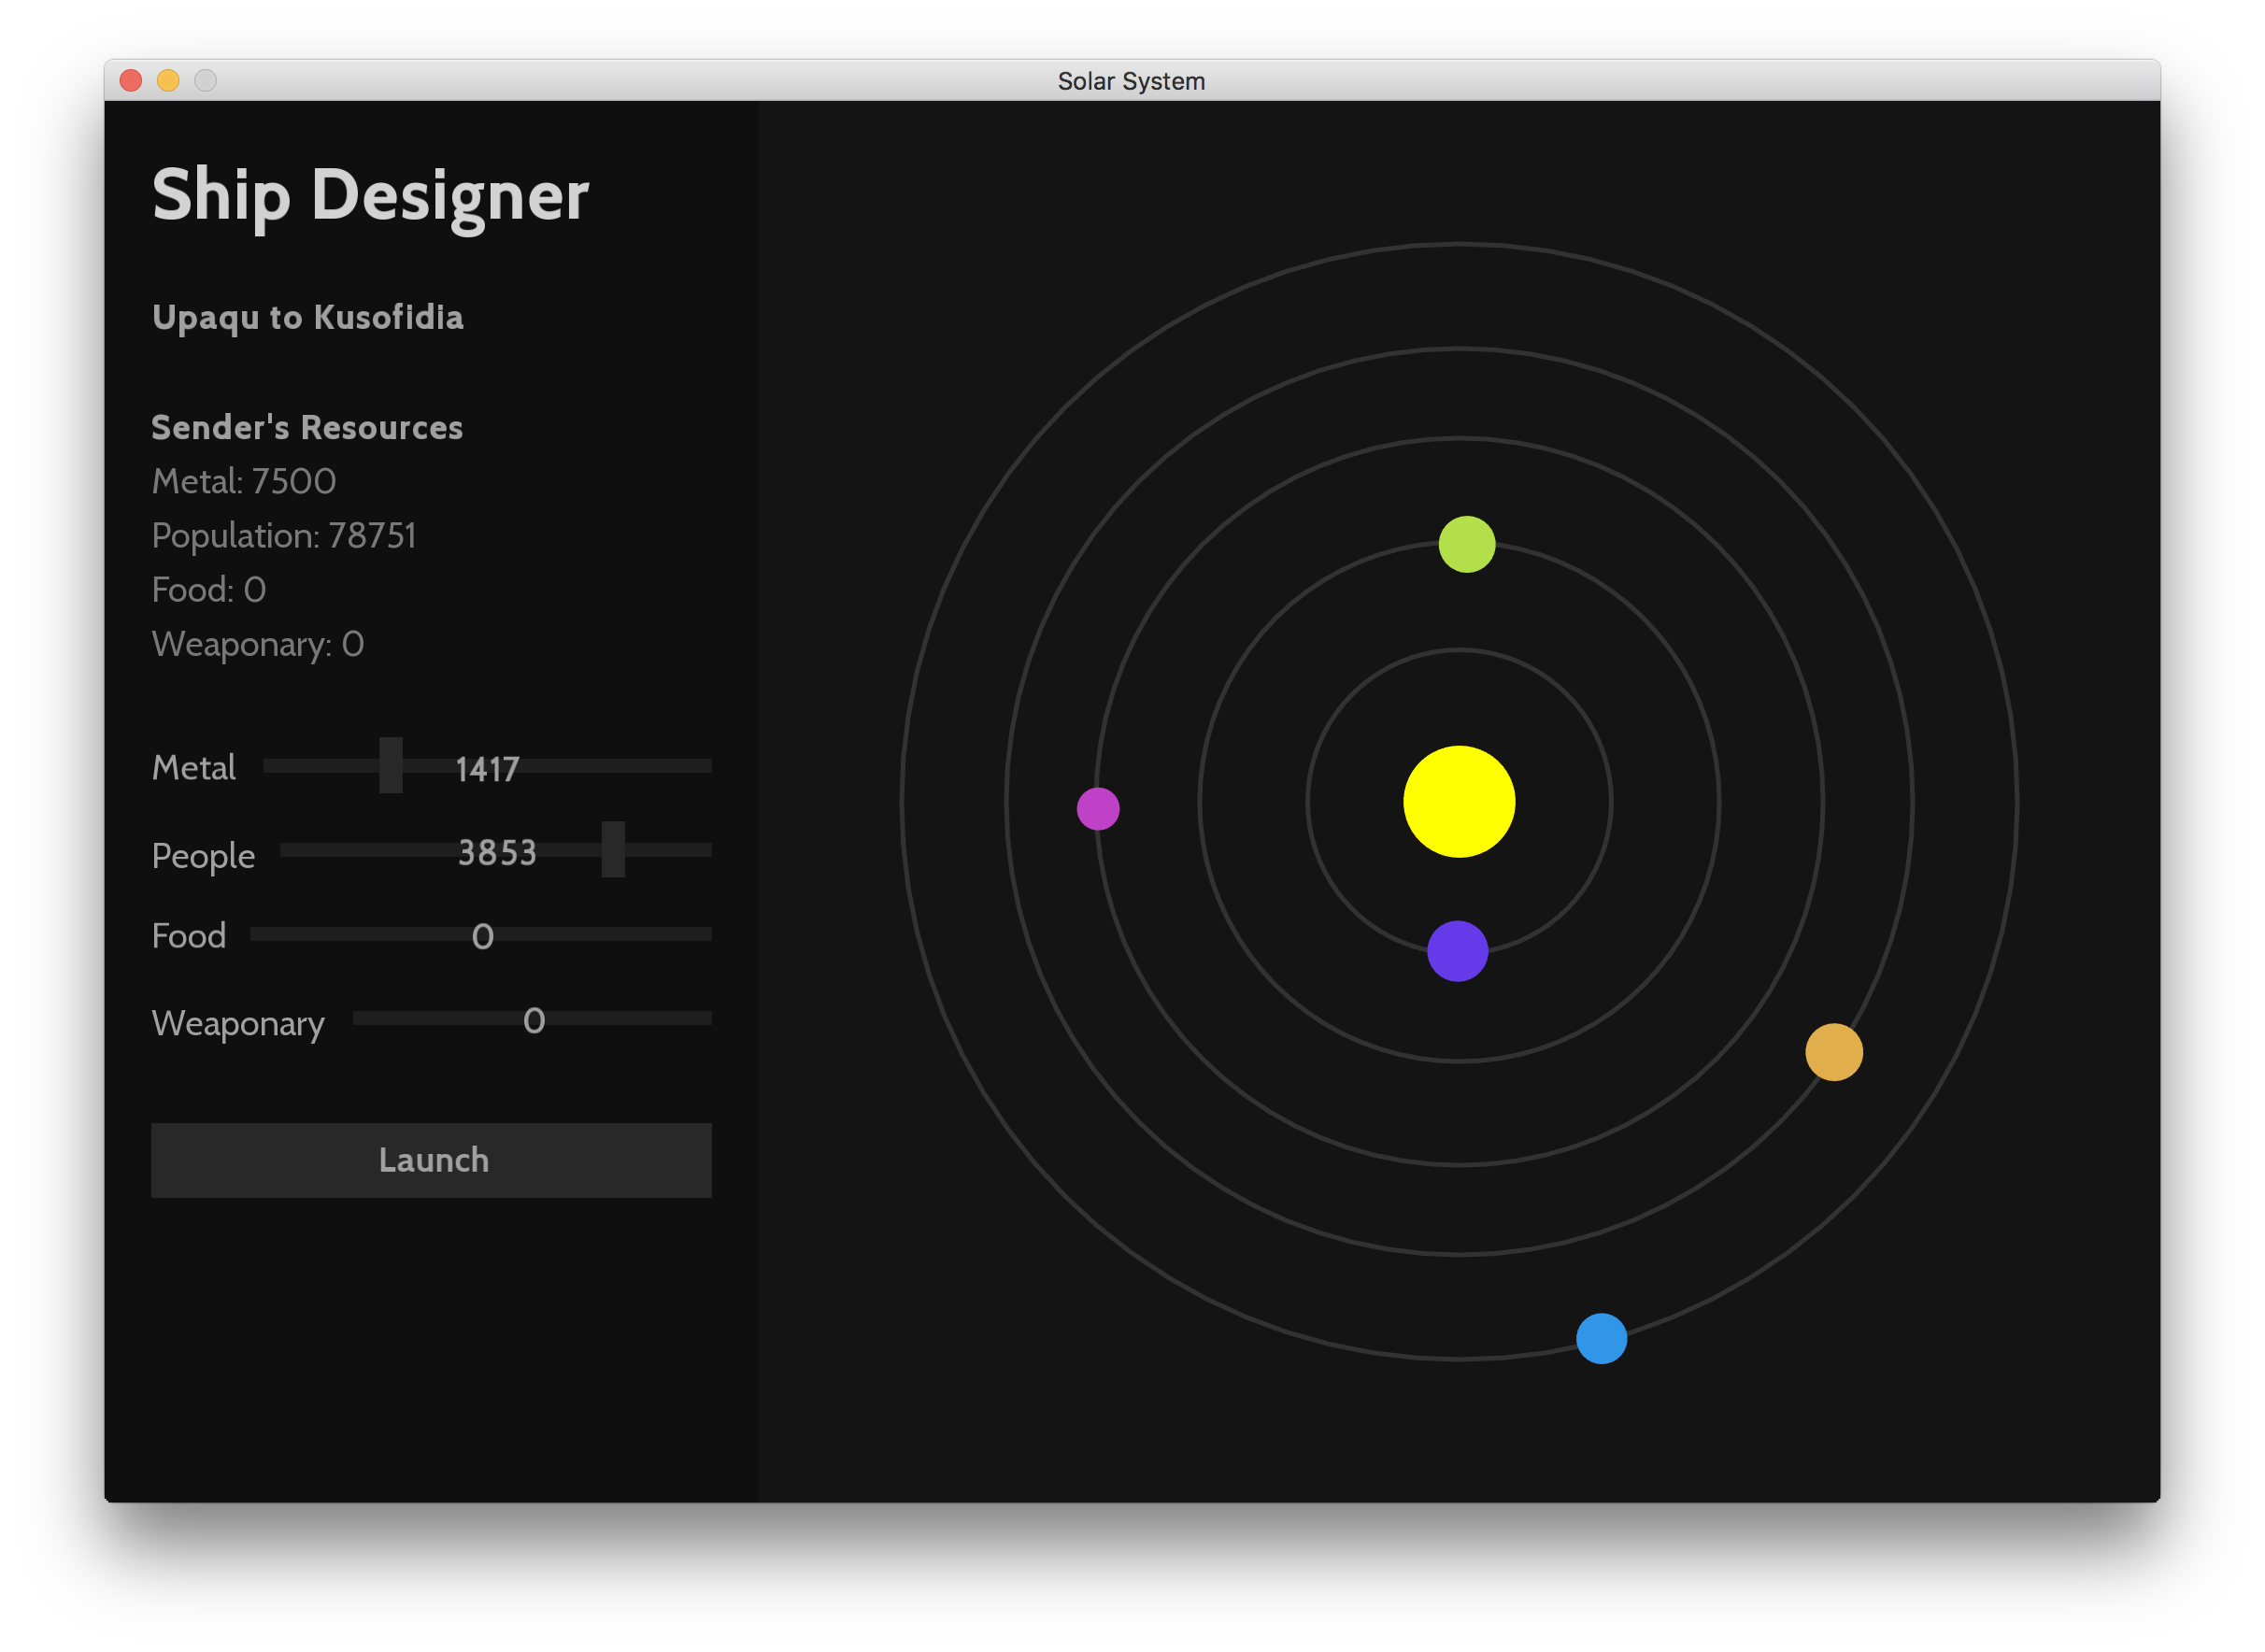 Solar System
Ship Designer
Upaqu to Kusofidia
Sender's Resources
Metal: 7500
Population: 78751
Food: 0
Weaponary: 0
Metal 1417
People 3853
Food 0
Weaponary 0
Launch